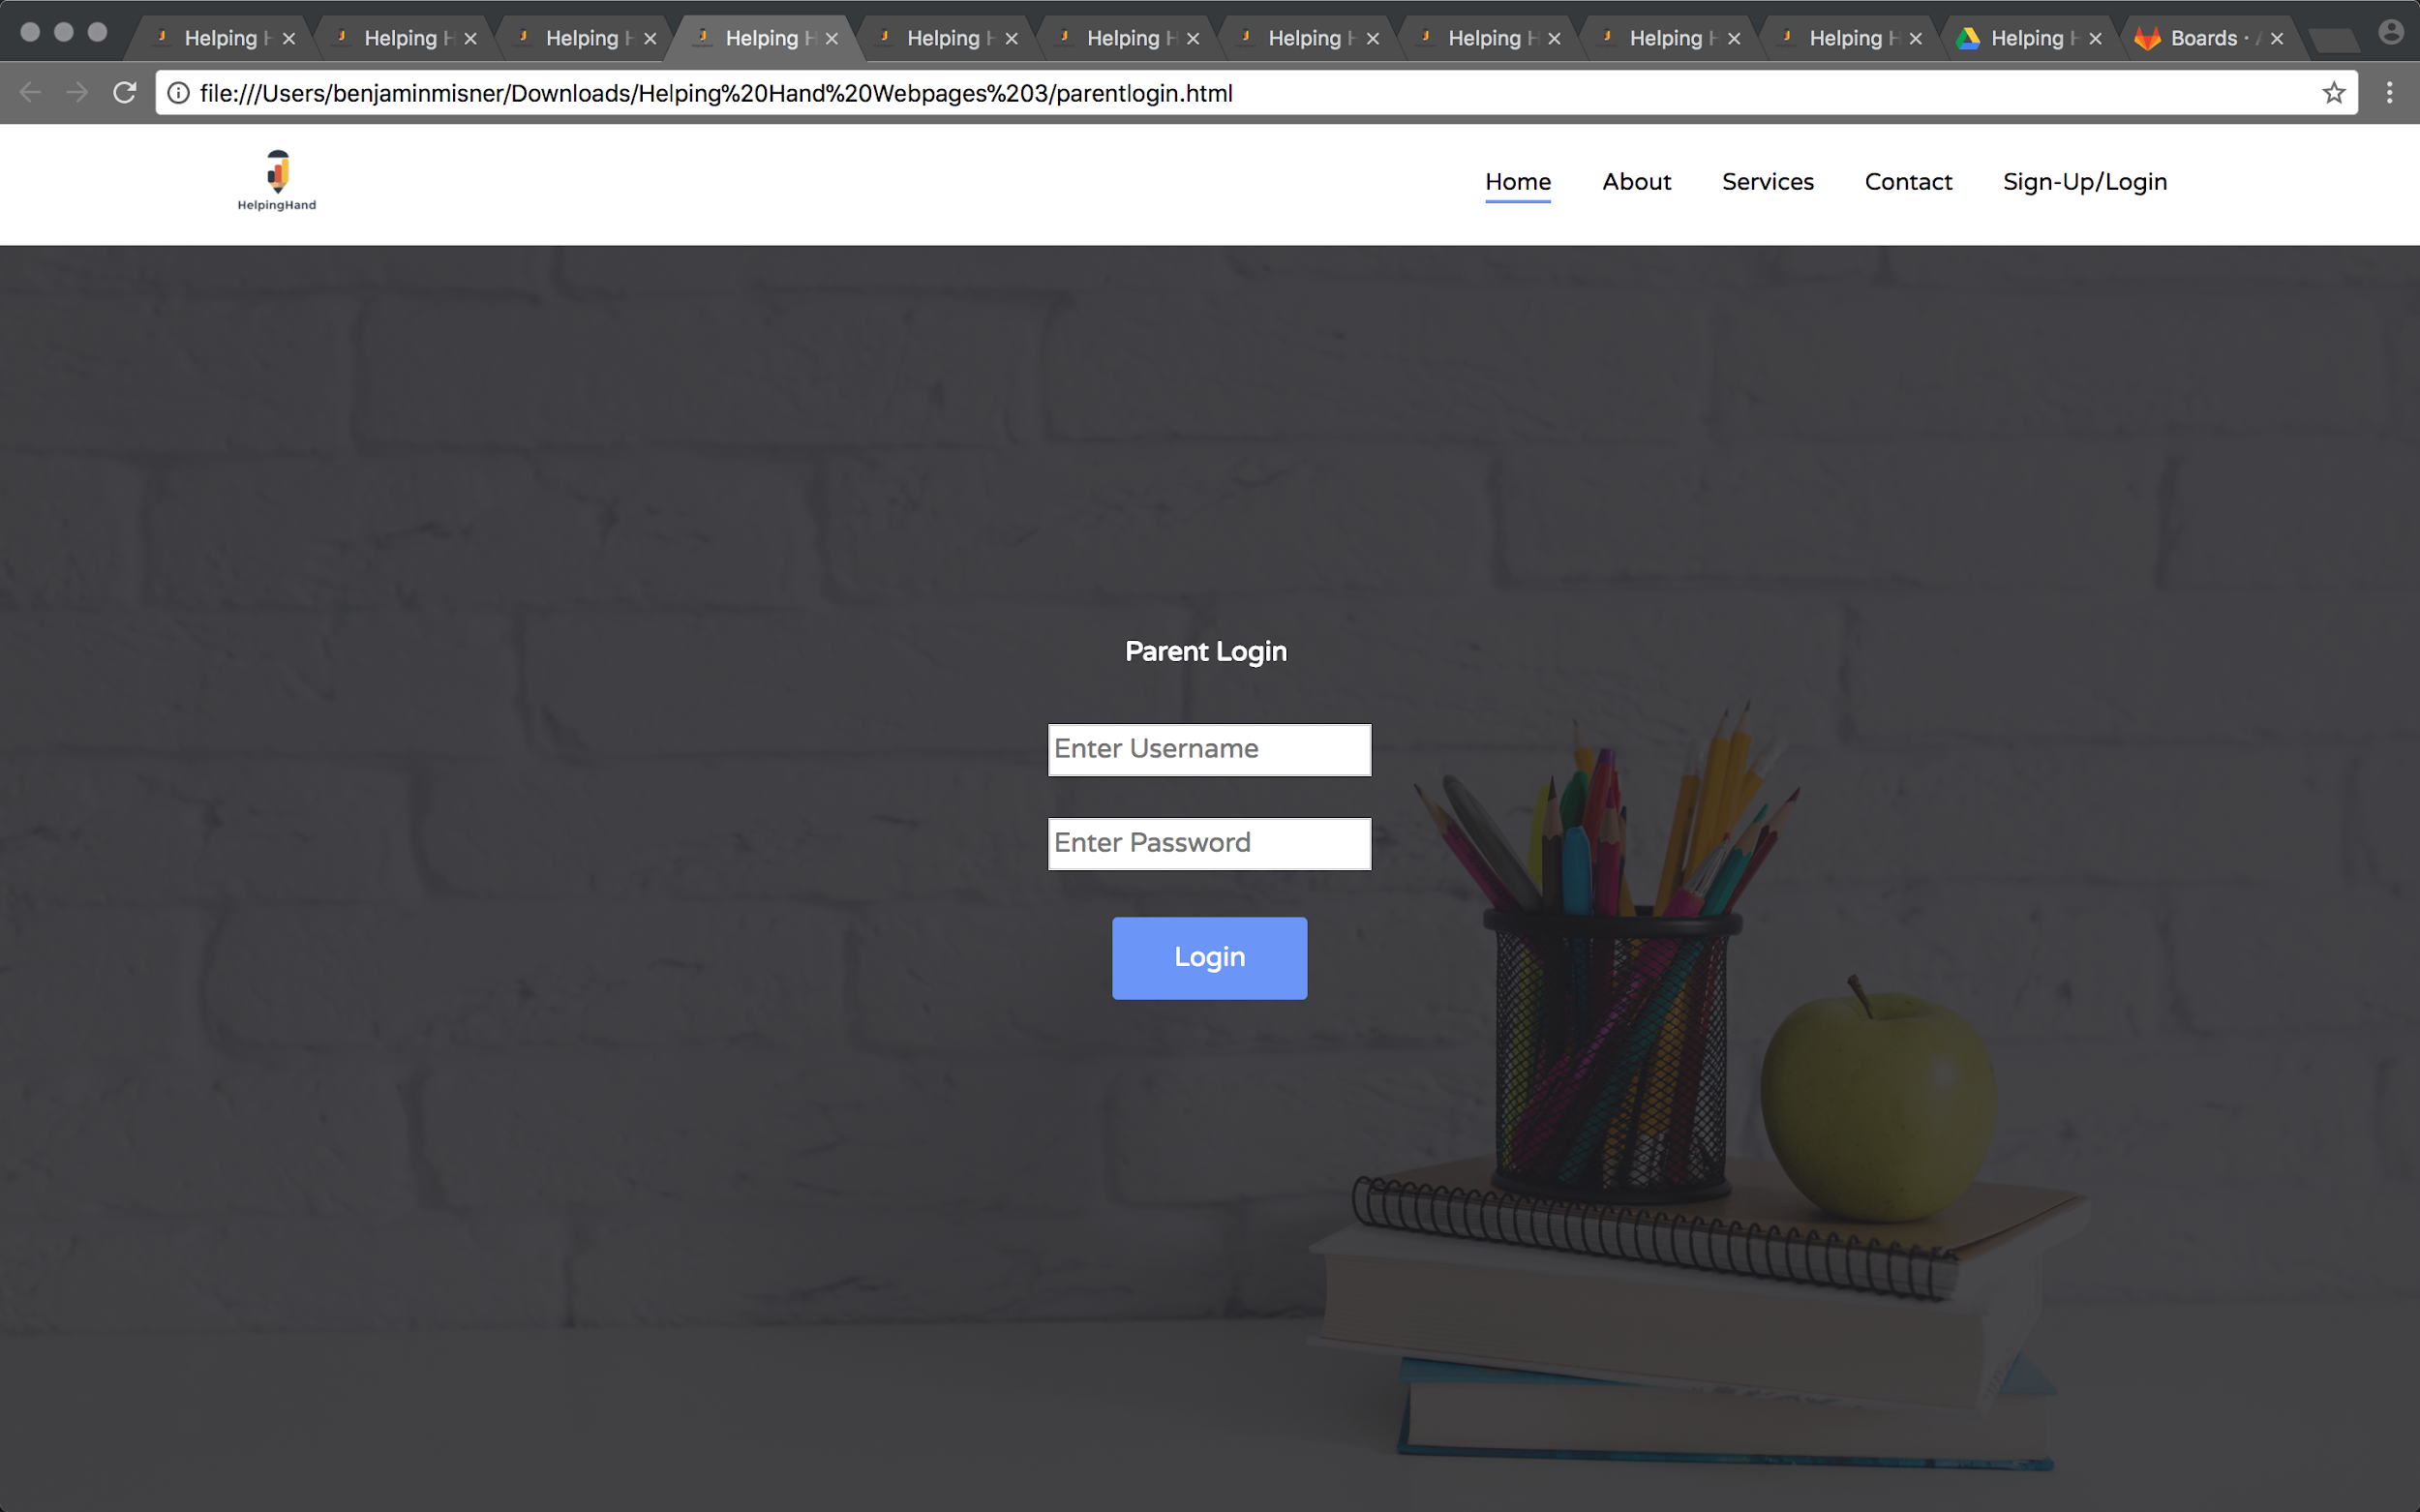 Helping H Helping H Helping H Helping H Helping H Helping H Helping H Helping H Helping H Helping H Helping H Boards ·
file:///Users/benjaminmisner/Downloads/Helping%20Hand%20Webpages%203/parentlogin.html
HelpingHand
Home About Services Contact Sign-Up/Login
Parent Login
Enter Username
Enter Password
Login